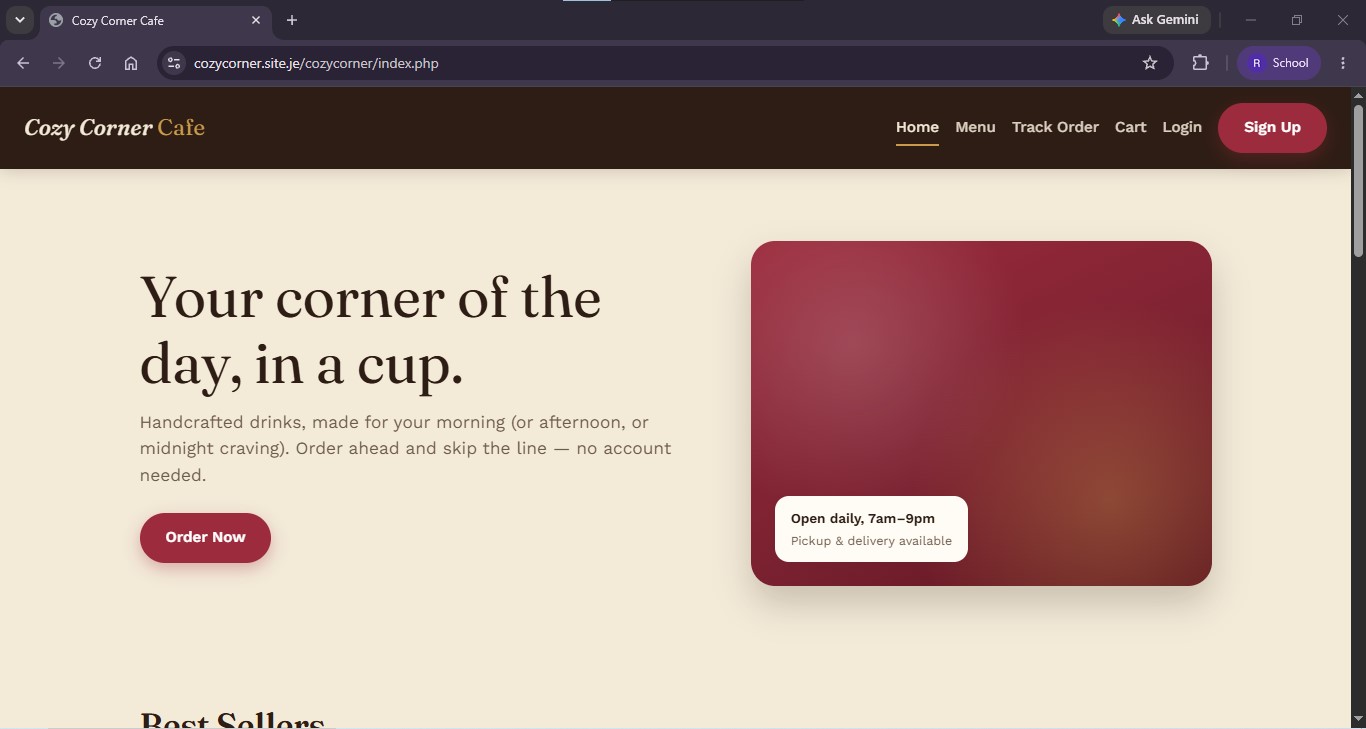 Cozy Corner Cafe
Ask Gemini
cozycorner.site.je/cozycorner/index.php
R School
Cozy Corner Cafe
Home Menu Track Order Cart Login Sign Up
Your corner of the
day, in a cup.
Handcrafted drinks, made for your morning (or afternoon, or
midnight craving). Order ahead and skip the line — no account
needed.
Order Now
Open daily, 7am–9pm
Pickup & delivery available
Best Sellers